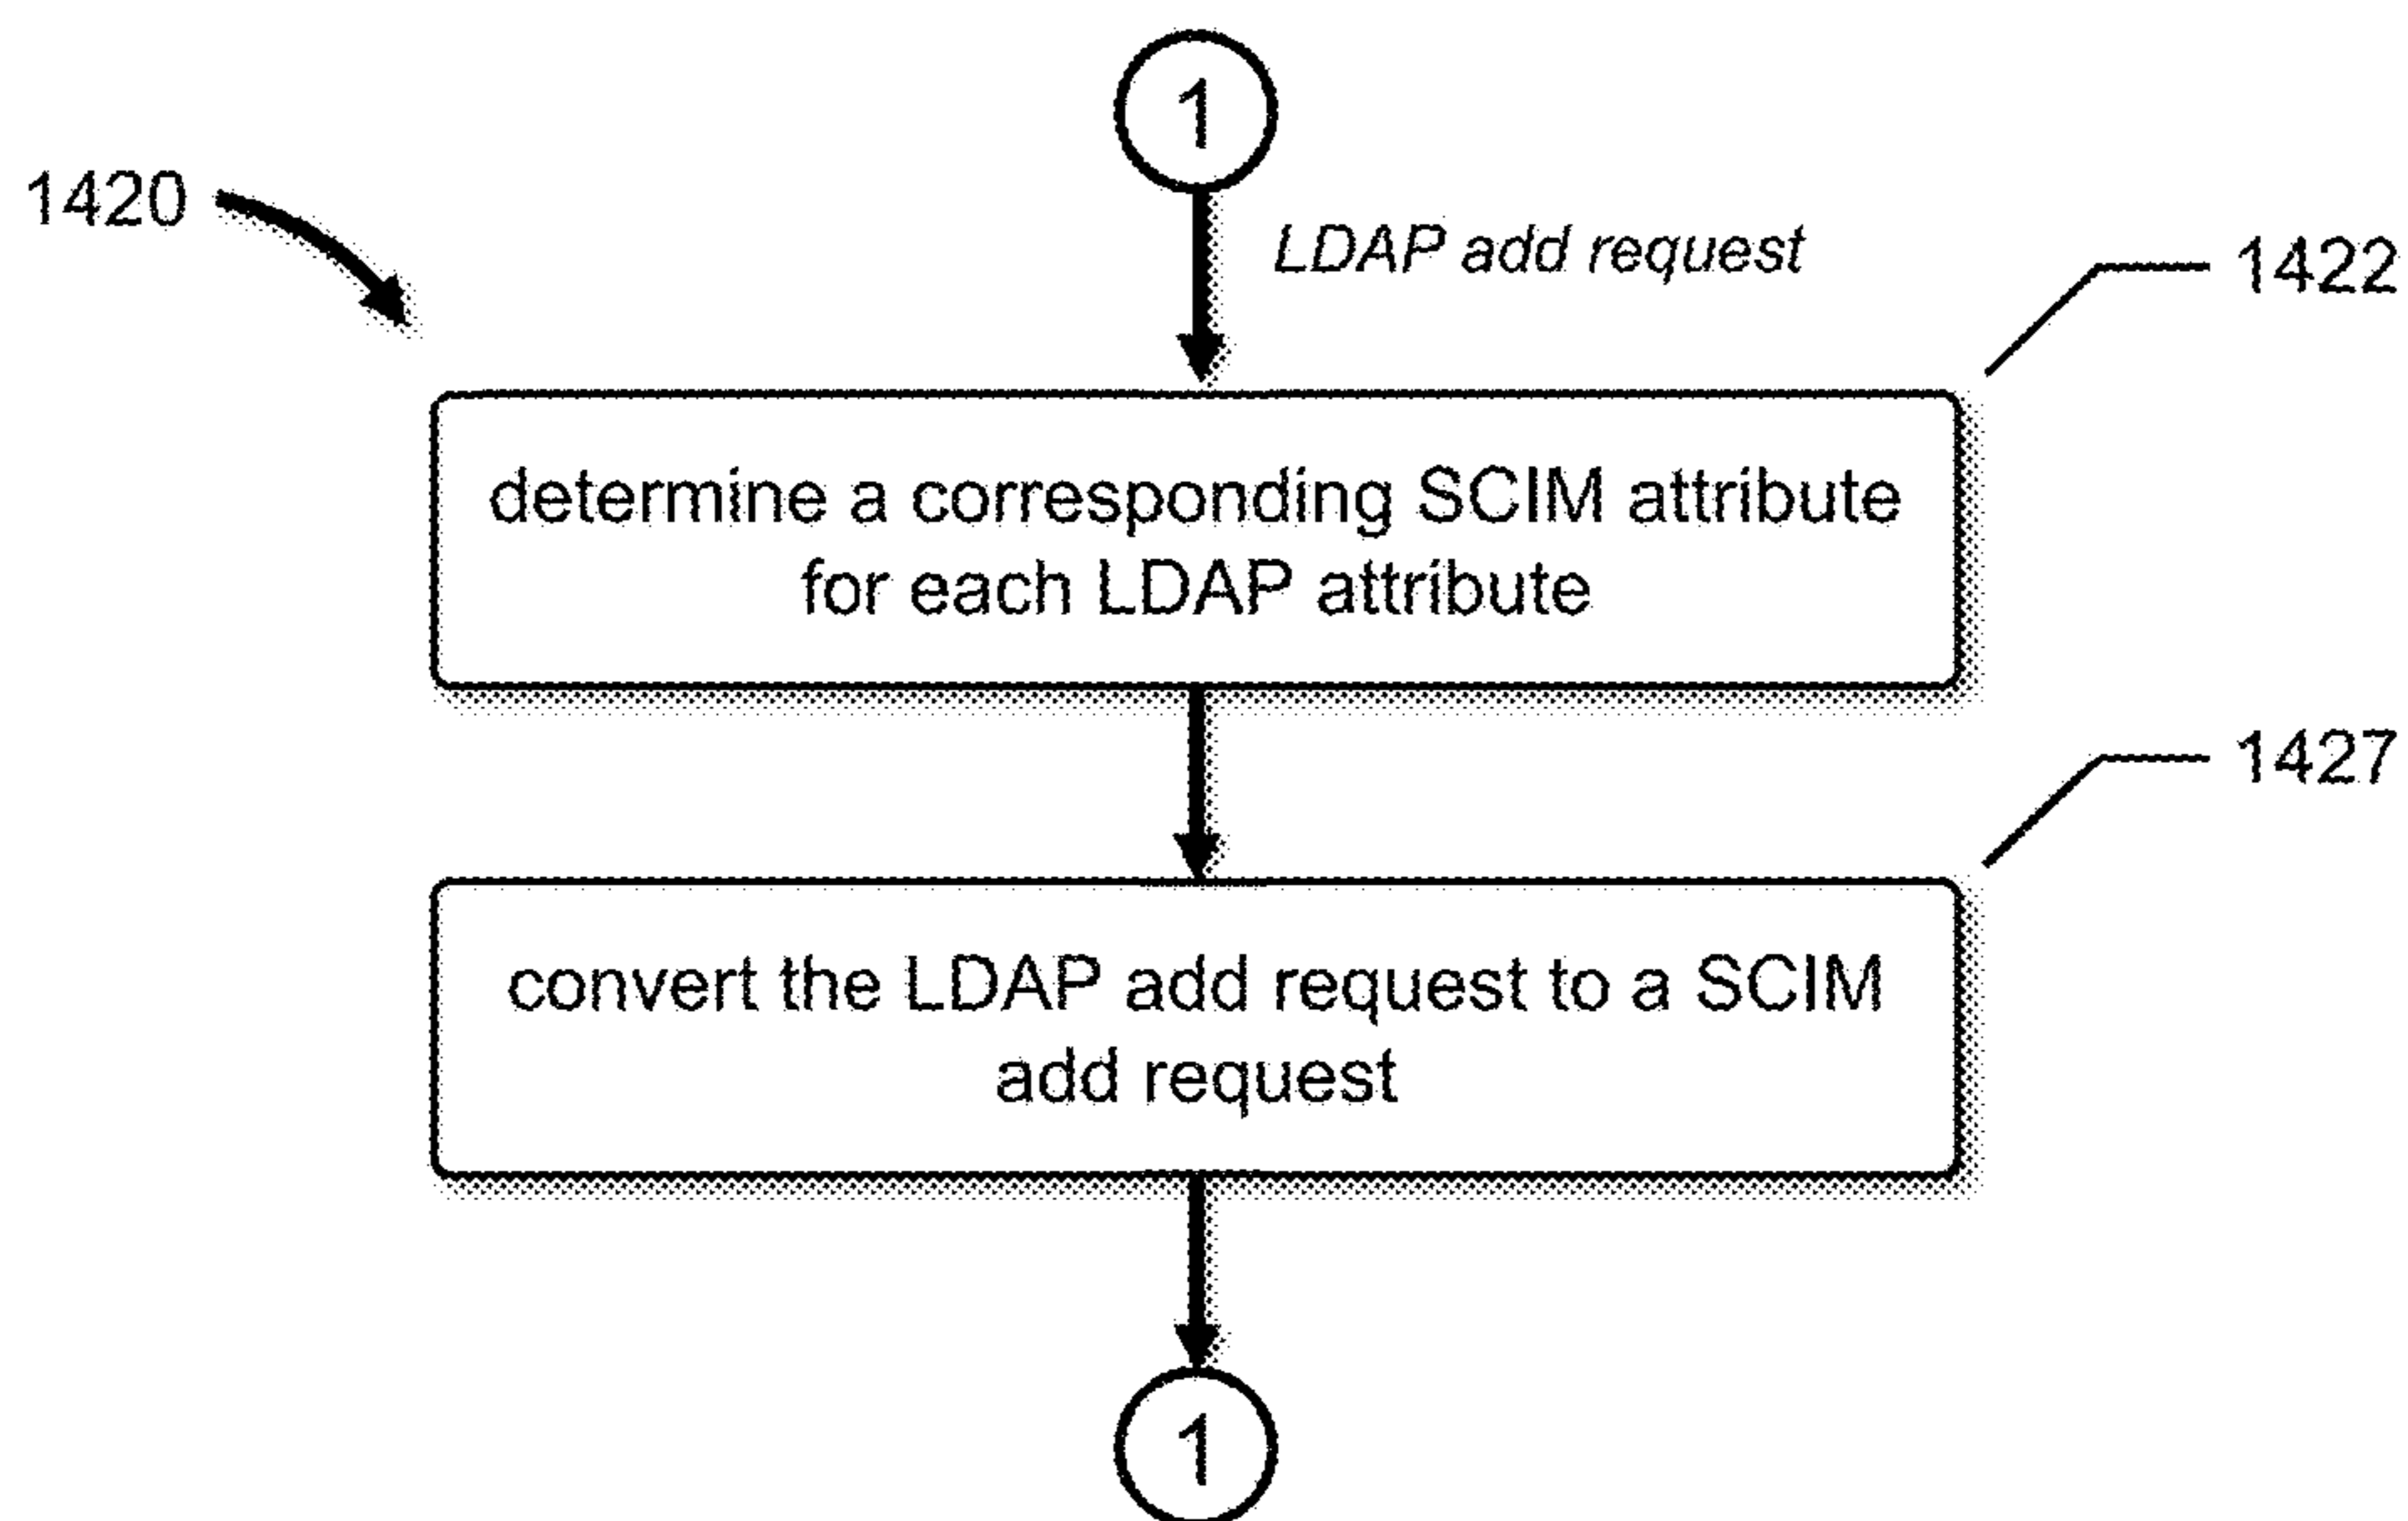 1
1420
LDAP add request
1422
determine a corresponding SCIM attribute
for each LDAP attribute
1427
convert the LDAP add request to a SCIM
add request
1